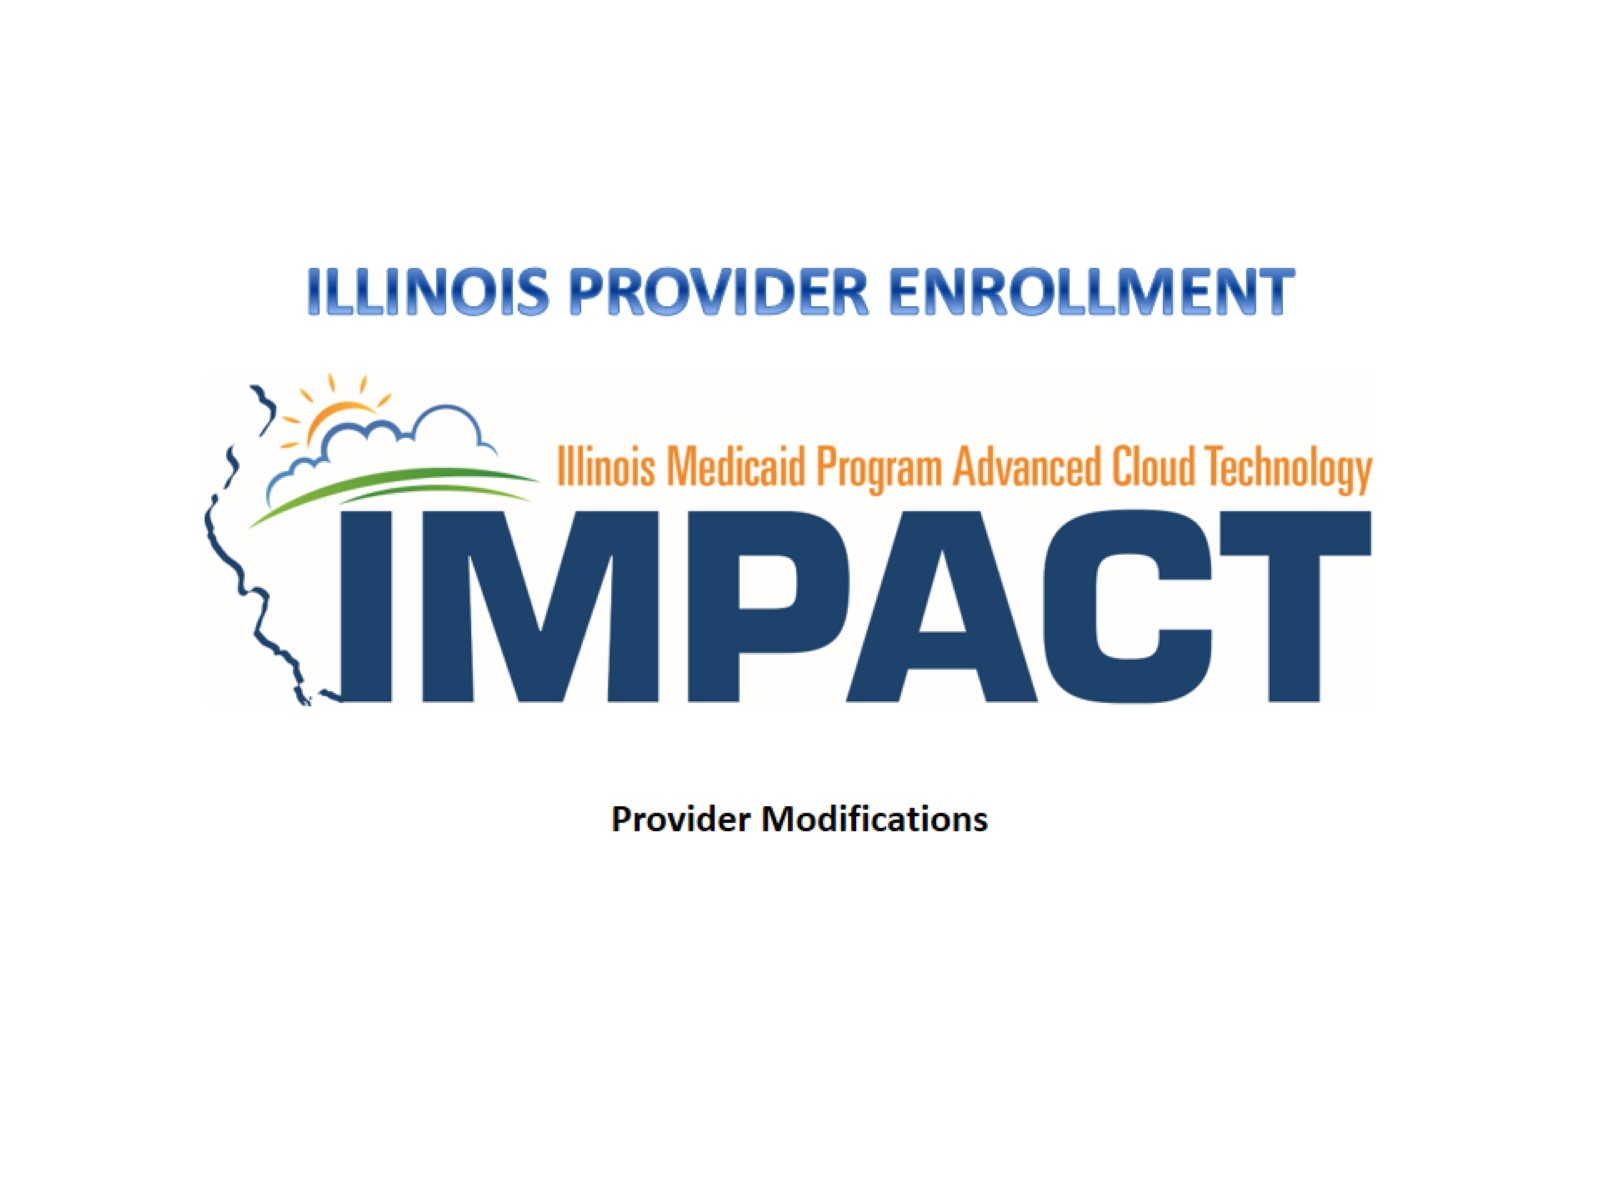 ILLINOIS PROVIDER ENROLLMENT
Illinois Medicaid Program Advanced Cloud Technology
IMPACT
Provider Modifications